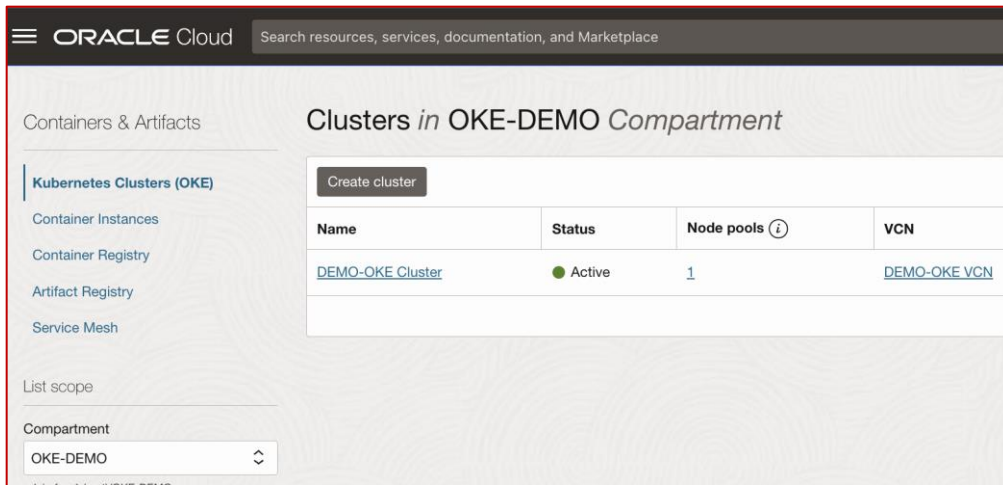 ORACLE Cloud
Search resources, services, documentation, and Marketplace
Containers & Artifacts
Kubernetes Clusters (OKE)
Container Instances
Container Registry
Artifact Registry
Service Mesh
List scope
Compartment
OKE-DEMO
Clusters in OKE-DEMO Compartment
Create cluster
Name Status Node pools i VCN
DEMO-OKE Cluster Active 1 DEMO-OKE VCN